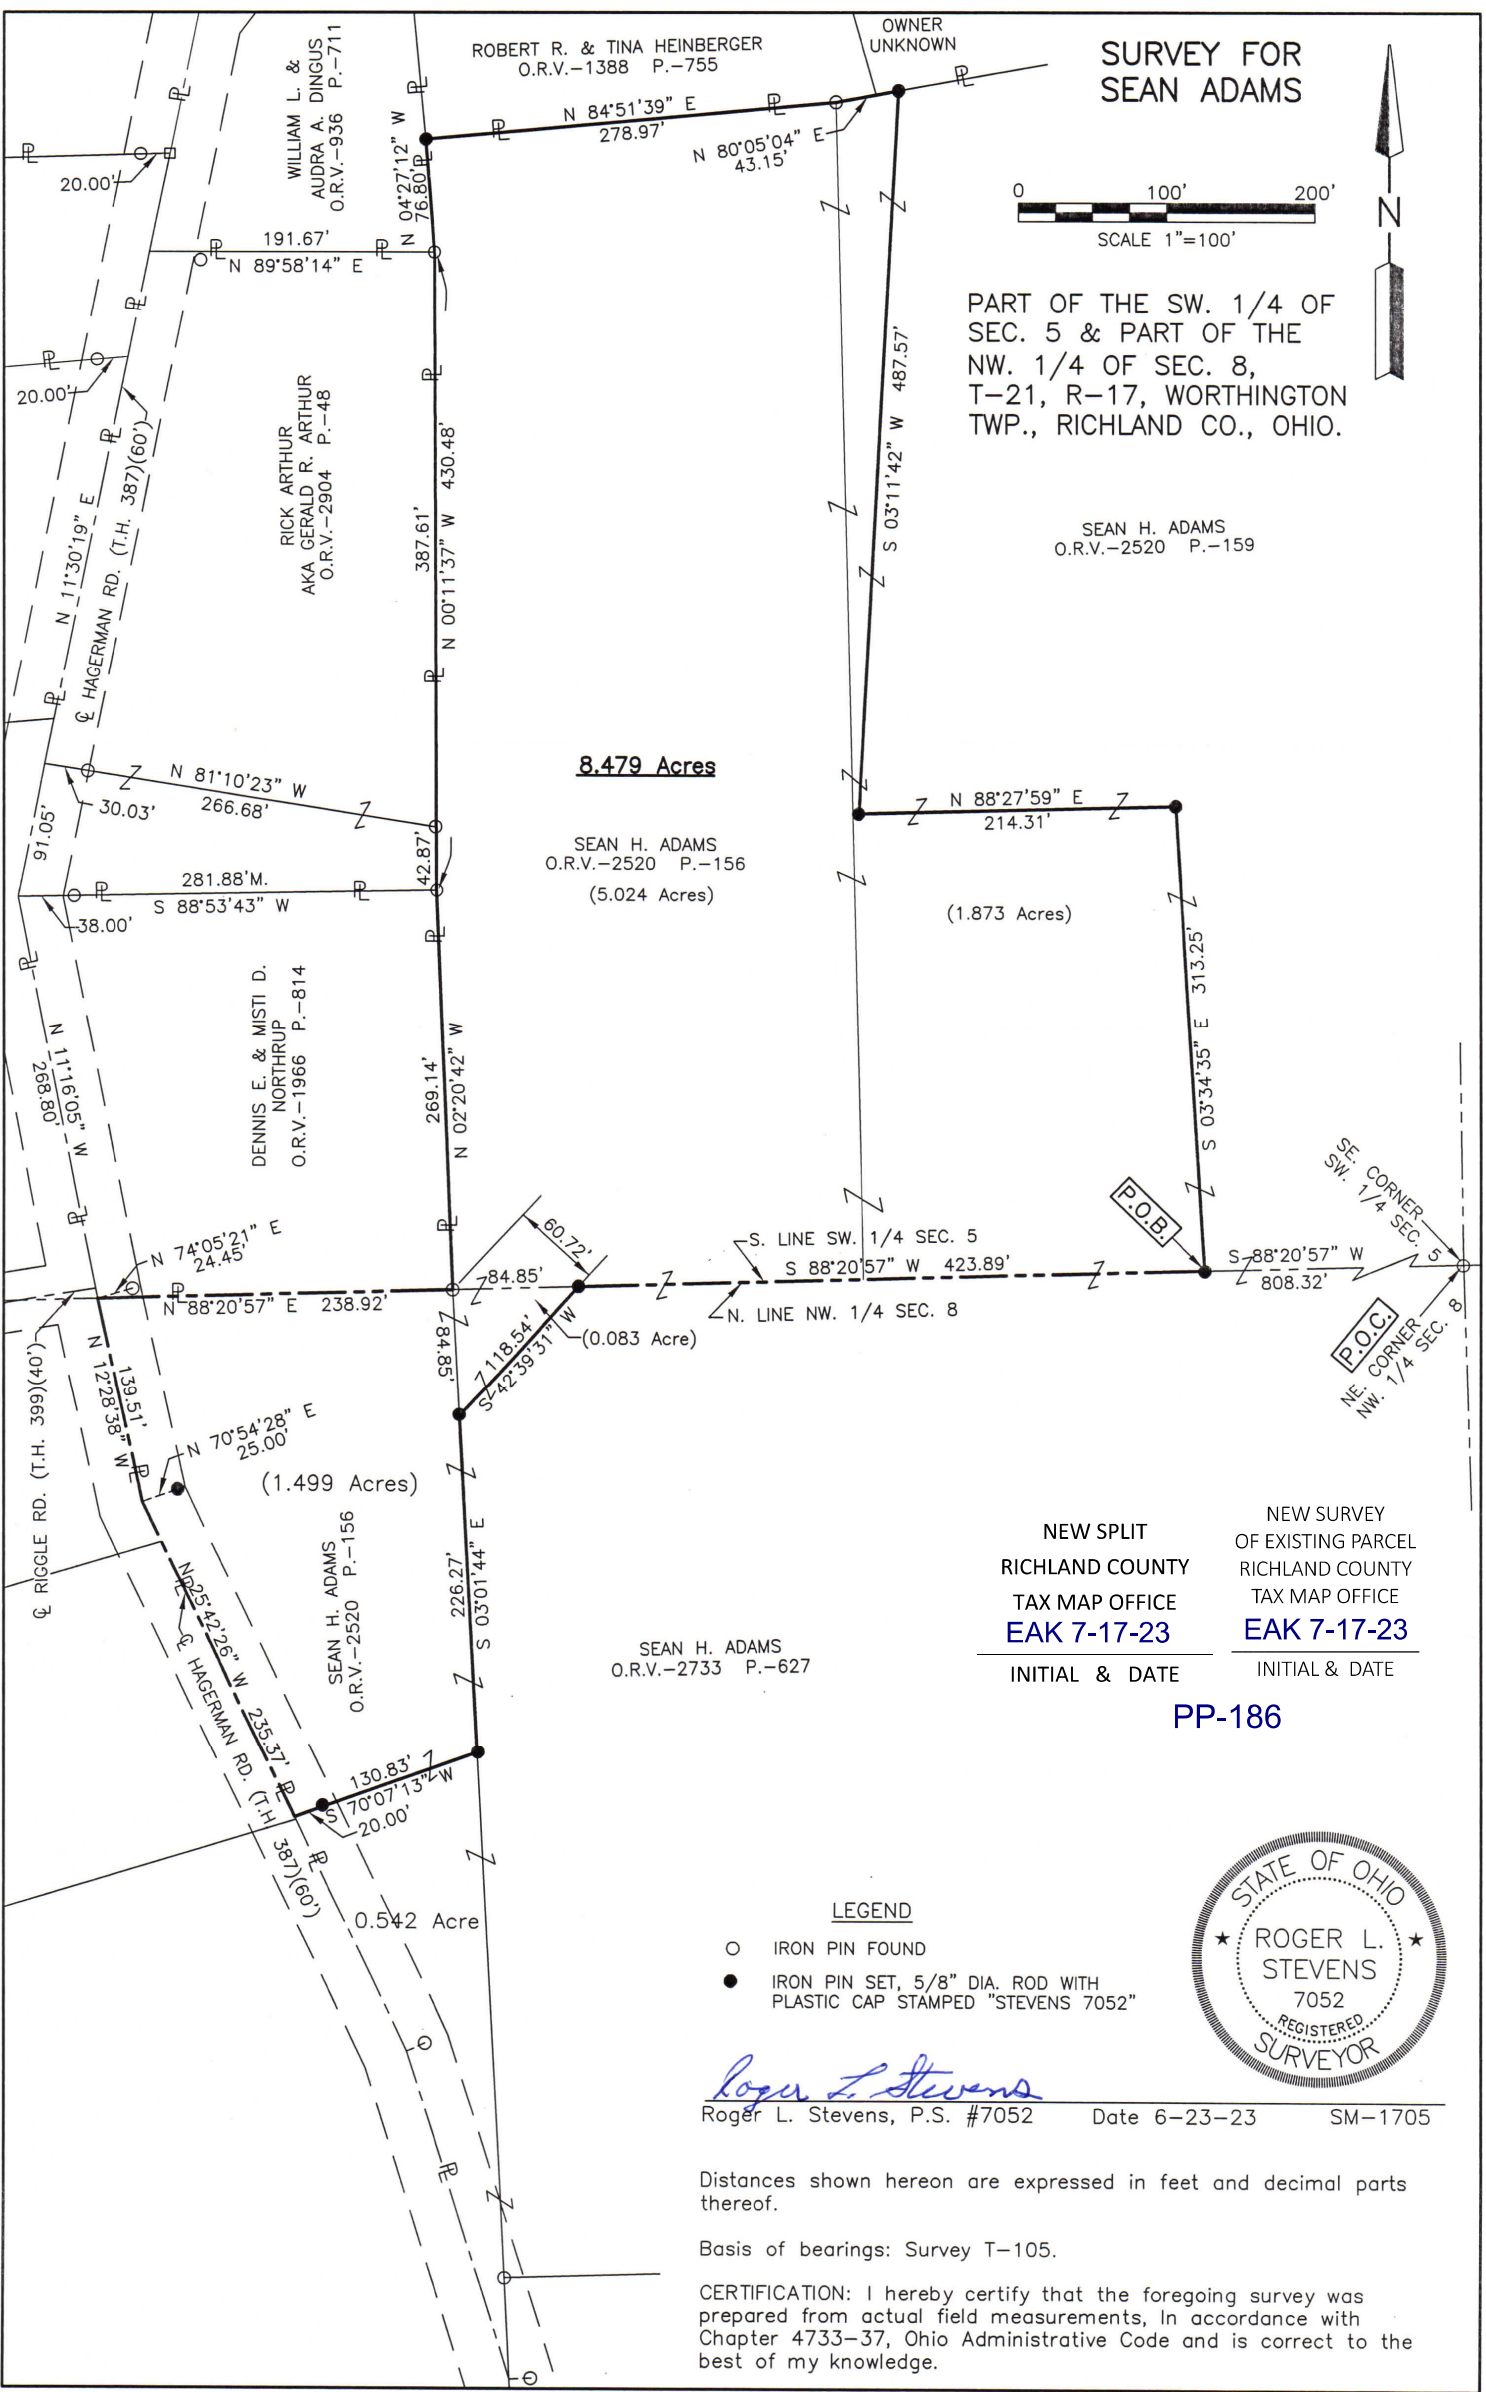 SURVEY FOR
SEAN ADAMS
OWNER
UNKNOWN
ROBERT R. & TINA HEINBERGER
O.R.V.-1388 P.-755
WILLIAM L. &
AUDRA A. DINGUS
O.R.V.-936 P.-711
N 84°51'39" E
278.97'
N 80°05'04" E
43.15'
N 04°27'12" W
76.80'
20.00'
191.67'
N 89°58'14" E
0 100' 200'
SCALE 1"=100'
N
PART OF THE SW. 1/4 OF
SEC. 5 & PART OF THE
NW. 1/4 OF SEC. 8,
T-21, R-17, WORTHINGTON
TWP., RICHLAND CO., OHIO.
20.00'
N 11°30'19" E
℄ HAGERMAN RD. (T.H. 387)(60')
RICK ARTHUR
AKA GERALD R. ARTHUR
O.R.V.-2904 P.-48
387.61'
N 00°11'37" W 430.48'
S 03°11'42" W 487.57'
SEAN H. ADAMS
O.R.V.-2520 P.-159
8.479 Acres
N 81°10'23" W
266.68'
30.03'
91.05'
42.87'
SEAN H. ADAMS
O.R.V.-2520 P.-156
(5.024 Acres)
N 88°27'59" E
214.31'
(1.873 Acres)
281.88'M.
S 88°53'43" W
38.00'
N 11°16'05" W
268.80'
DENNIS E. & MISTI D.
NORTHRUP
O.R.V.-1966 P.-814
269.14'
N 02°20'42" W
S 03°34'35" E 313.25'
SE. CORNER
SW. 1/4 SEC. 5
P.O.B.
N 74°05'21" E
24.45'
60.72'
S. LINE SW. 1/4 SEC. 5
84.85'
S 88°20'57" W 423.89'
S 88°20'57" W
808.32'
N 88°20'57" E 238.92'
N. LINE NW. 1/4 SEC. 8
(0.083 Acre)
118.54'
S 42°39'31" W
84.85'
P.O.C.
NE. CORNER
NW. 1/4 SEC. 8
139.51'
N 12°28'38" W
℄ RIGGLE RD. (T.H. 399)(40')
N 70°54'28" E
25.00'
(1.499 Acres)
SEAN H. ADAMS
O.R.V.-2520 P.-156
226.27'
S 03°01'44" E
N 25°42'26" W 235.37'
℄ HAGERMAN RD. (T.H. 387)(60')
SEAN H. ADAMS
O.R.V.-2733 P.-627
NEW SPLIT
RICHLAND COUNTY
TAX MAP OFFICE
EAK 7-17-23
INITIAL & DATE
NEW SURVEY
OF EXISTING PARCEL
RICHLAND COUNTY
TAX MAP OFFICE
EAK 7-17-23
INITIAL & DATE
PP-186
130.83'
S 70°07'13" W
20.00'
0.542 Acre
LEGEND
IRON PIN FOUND
IRON PIN SET, 5/8" DIA. ROD WITH
PLASTIC CAP STAMPED "STEVENS 7052"
STATE OF OHIO
ROGER L.
STEVENS
7052
REGISTERED
SURVEYOR
Roger L. Stevens
Roger L. Stevens, P.S. #7052 Date 6-23-23 SM-1705
Distances shown hereon are expressed in feet and decimal parts
thereof.
Basis of bearings: Survey T-105.
CERTIFICATION: I hereby certify that the foregoing survey was
prepared from actual field measurements, In accordance with
Chapter 4733-37, Ohio Administrative Code and is correct to the
best of my knowledge.